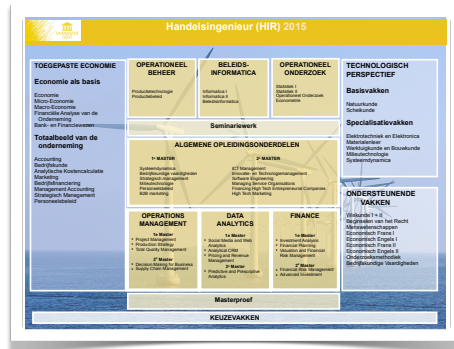 UNIVERSITEIT
GENT
Handelsingenieur (HIR) 2015
TOEGEPASTE ECONOMIE
Economie als basis
Economie
Micro-Economie
Macro-Economie
Financiële Analyse van de
Onderneming
Bank- en Financiewezen
Totaalbeeld van de
onderneming
Accounting
Bedrijfskunde
Analytische Kostencalculatie
Marketing
Bedrijfsfinanciering
Management Accounting
Strategisch Management
Personeelsbeleid
OPERATIONEEL
BEHEER
Productietechnologie
Productiebeleid
BELEIDS-
INFORMATICA
Informatica I
Informatica II
Beleidsinformatica
OPERATIONEEL
ONDERZOEK
Statistiek I
Statistiek II
Operationeel Onderzoek
Econometrie
Seminariewerk
ALGEMENE OPLEIDINGSONDERDELEN
1e MASTER
Systeemdynamica
Bedrijfskundige vaardigheden
Strategisch management
Milieutechnologie
Personeelsbeleid
B2B marketing
2e MASTER
ICT Management
Innovatie- en Technologiemanagement
Software Engineering
Managing Service Organisations
Financing High Tech Entrepreneurial Companies
High Tech Marketing
OPERATIONS
MANAGEMENT
1e Master
• Project Management
• Production Strategy
• Total Quality Management
2e Master
• Decision Making for Business
• Supply Chain Management
DATA
ANALYTICS
1e Master
• Social Media and Web
Analytics
• Analytical CRM
• Pricing and Revenue
Management
2e Master
• Predictive and Prescriptive
Analytics
FINANCE
1e Master
• Investment Analysis
• Financial Planning
• Valuation and Financial
Risk Management
2e Master
• Financial Risk Management
• Advanced Investment
Masterproef
TECHNOLOGISCH
PERSPECTIEF
Basisvakken
Natuurkunde
Scheikunde
Specialisatievakken
Elektrotechniek en Elektronica
Materialenleer
Werktuigkunde en Bouwkunde
Milieutechnologie
Systeemdynamica
ONDERSTEUNENDE
VAKKEN
Wiskunde I + II
Beginselen van het Recht
Menswetenschappen
Economisch Frans I
Economisch Engels I
Economisch Frans II
Economisch Engels II
Onderzoeksmethodiek
Bedrijfskundige Vaardigheden
KEUZEVAKKEN